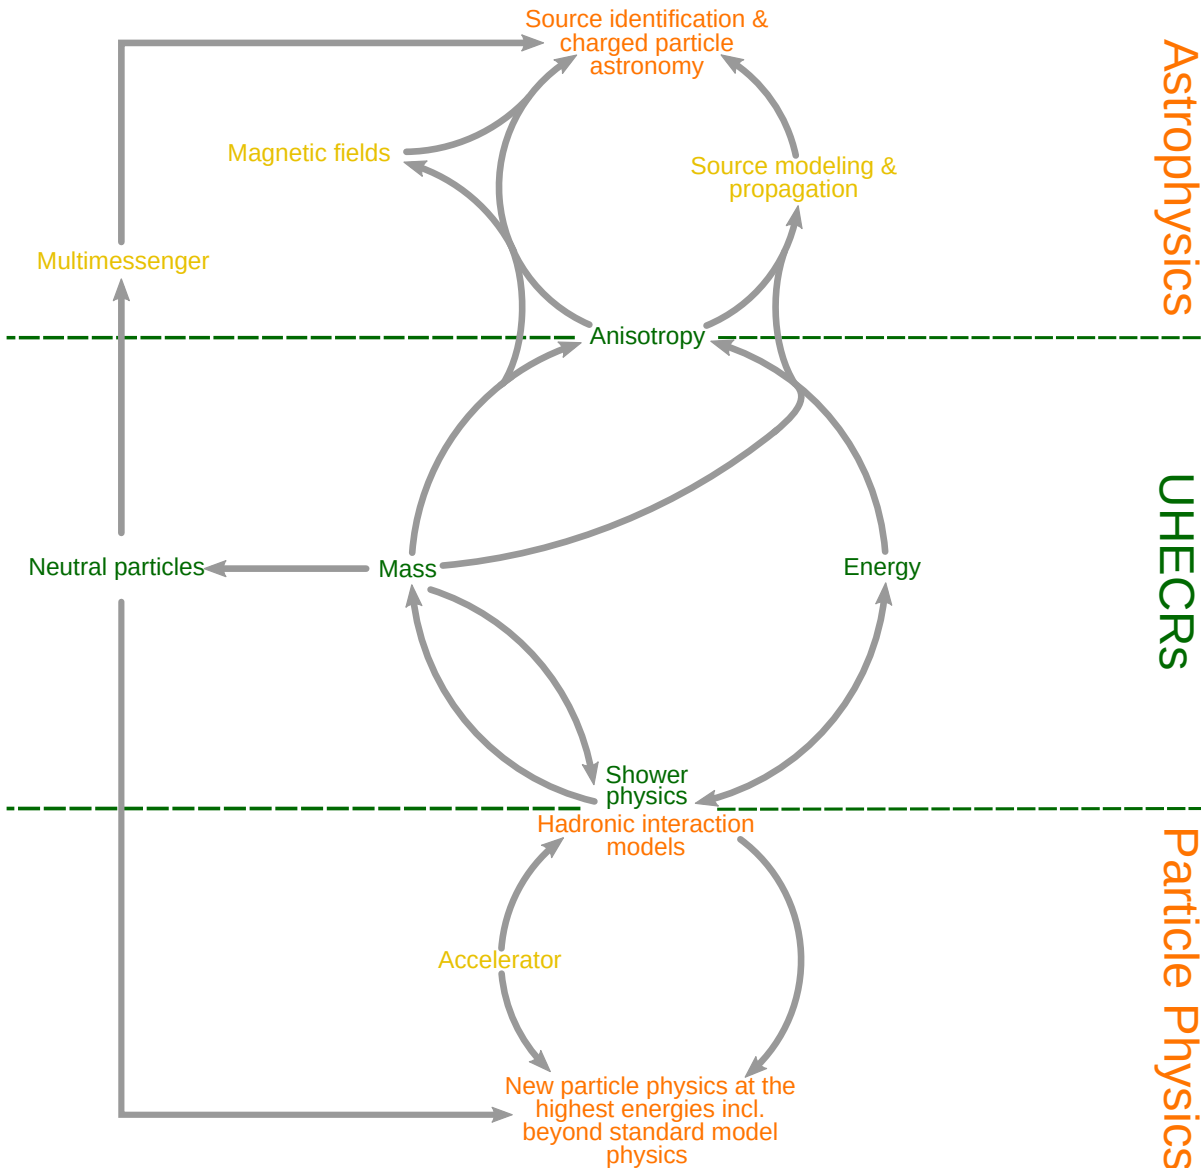 Source identification &
charged particle
astronomy
Astrophysics
Magnetic fields
Source modeling &
propagation
Multimessenger
Anisotropy
UHECRs
Neutral particles
Mass
Energy
Shower
physics
Hadronic interaction
models
Particle Physics
Accelerator
New particle physics at the
highest energies incl.
beyond standard model
physics